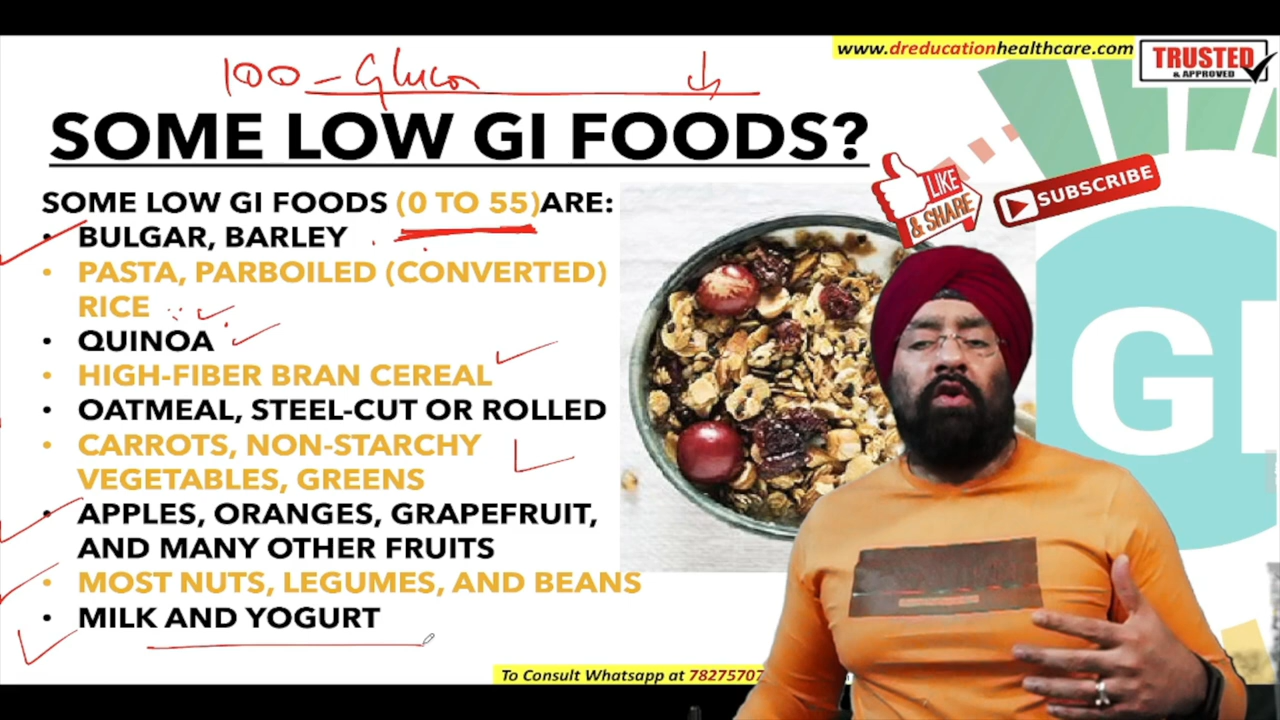 www.dreducationhealthcare.com
TRUSTED
& APPROVED
100 - Gluco
SOME LOW GI FOODS?
LIKE
& SHARE
SUBSCRIBE
SOME LOW GI FOODS (0 TO 55)ARE:
• BULGAR, BARLEY
• PASTA, PARBOILED (CONVERTED)
RICE
• QUINOA
• HIGH-FIBER BRAN CEREAL
• OATMEAL, STEEL-CUT OR ROLLED
• CARROTS, NON-STARCHY
VEGETABLES, GREENS
• APPLES, ORANGES, GRAPEFRUIT,
AND MANY OTHER FRUITS
• MOST NUTS, LEGUMES, AND BEANS
• MILK AND YOGURT
G
To Consult Whatsapp at 78275707